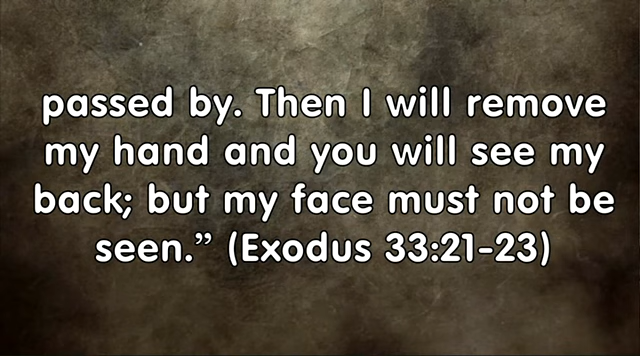 passed by. Then I will remove
my hand and you will see my
back; but my face must not be
seen.” (Exodus 33:21-23)